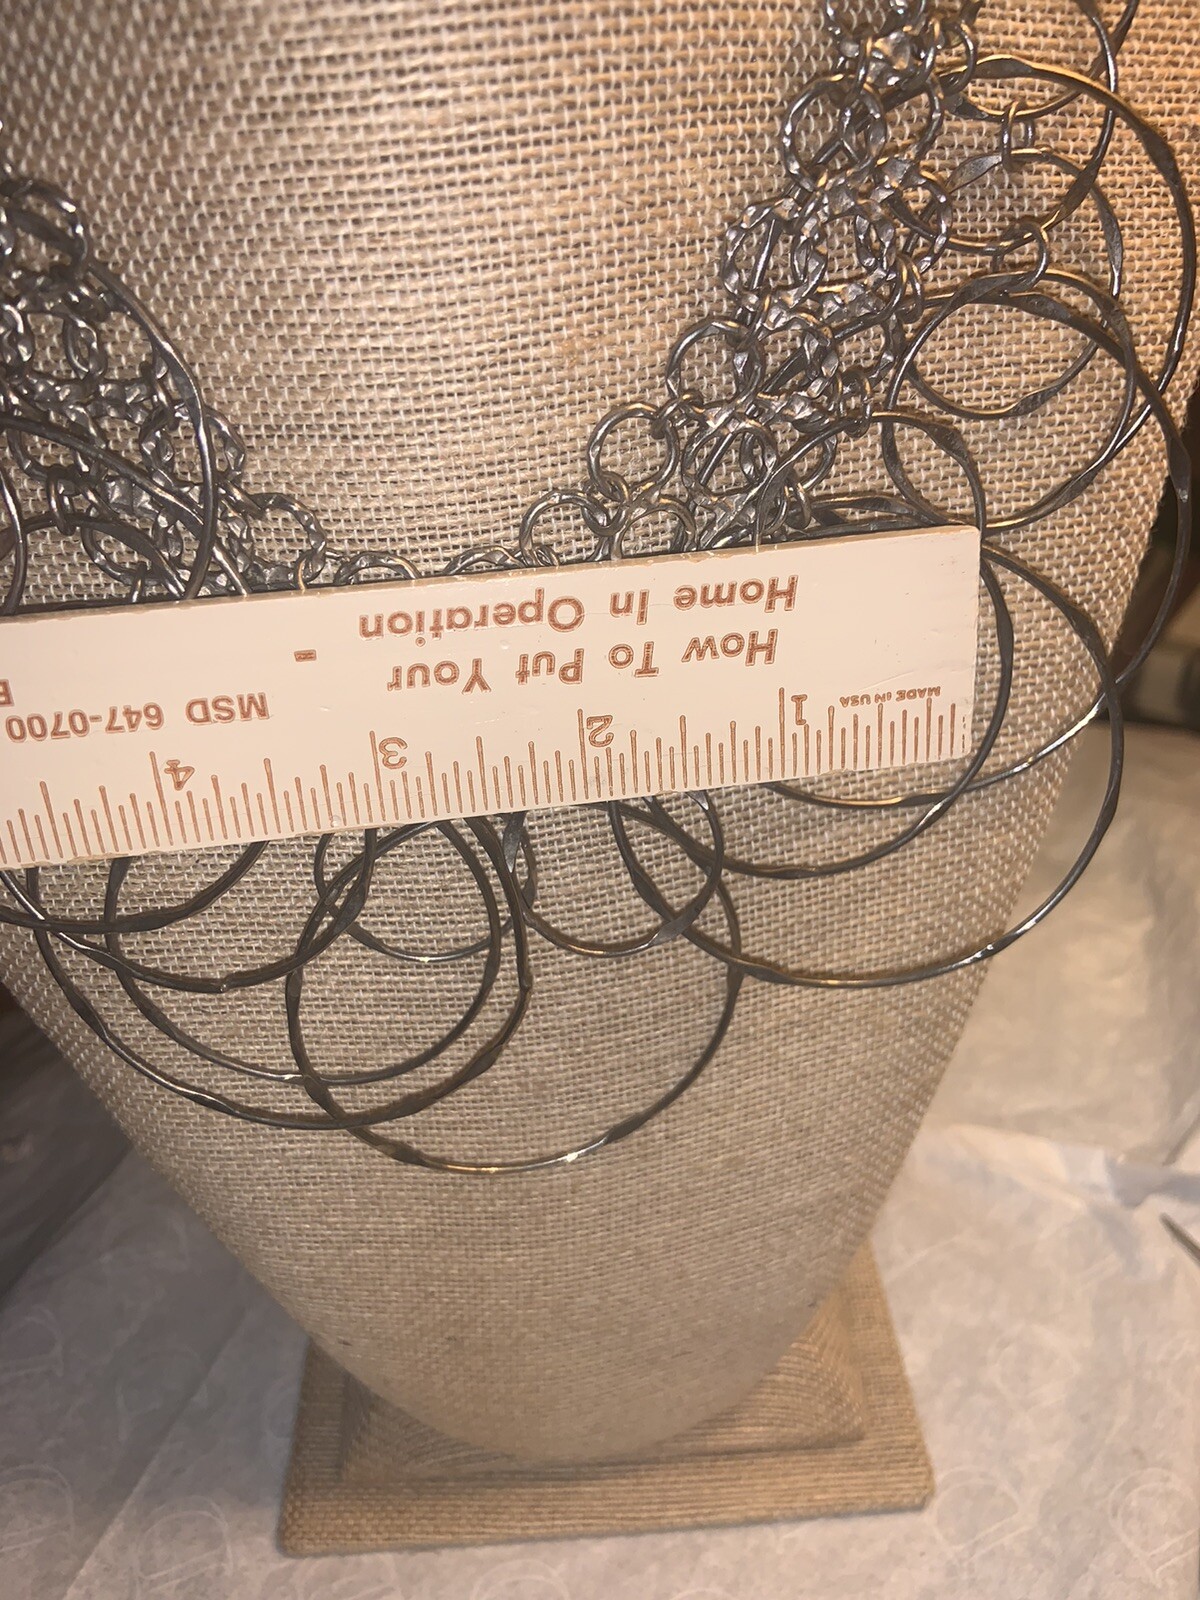 MADE IN USA
1 2 3 4
How To Put Your
Home In Operation -
MSD 647-0700